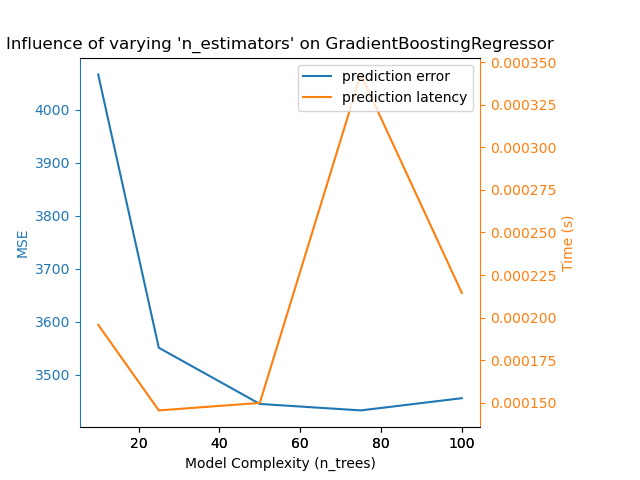 Influence of varying 'n_estimators' on GradientBoostingRegressor
prediction error
prediction latency
MSE
4000
3900
3800
3700
3600
3500
0.000350
0.000325
0.000300
0.000275
0.000250
0.000225
0.000200
0.000175
0.000150
Time (s)
20 40 60 80 100
Model Complexity (n_trees)